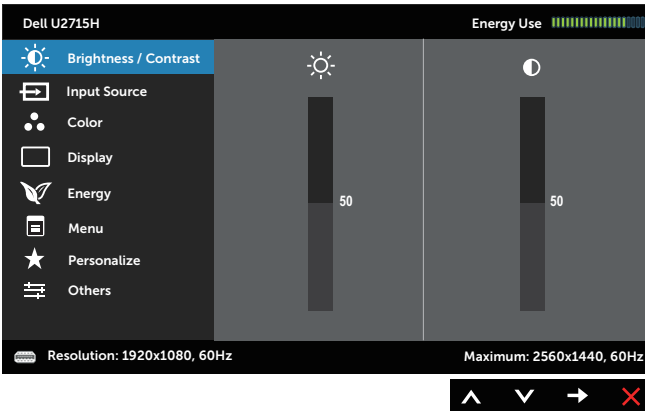 Dell U2715H
Energy Use
Brightness / Contrast
Input Source
Color
Display
Energy
Menu
Personalize
Others
50
50
Resolution: 1920x1080, 60Hz
Maximum: 2560x1440, 60Hz